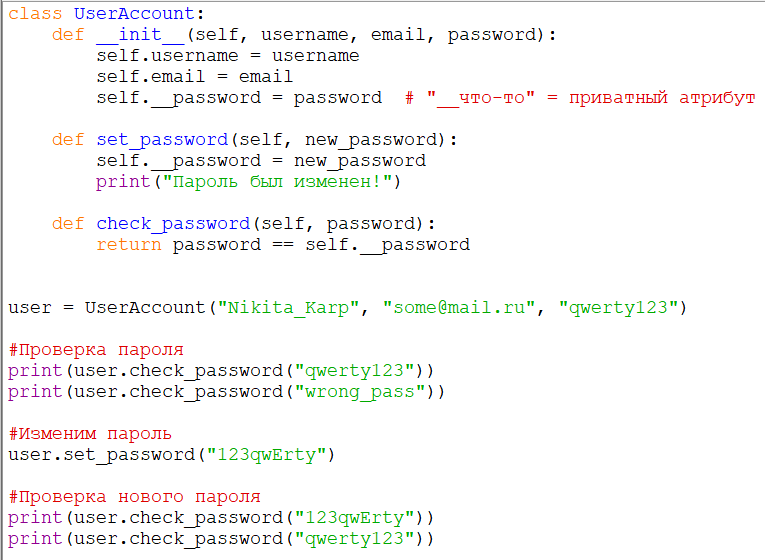 class UserAccount:
    def __init__(self, username, email, password):
        self.username = username
        self.email = email
        self.__password = password  # "__что-то" = приватный атрибут
    def set_password(self, new_password):
        self.__password = new_password
        print("Пароль был изменен!")
    def check_password(self, password):
        return password == self.__password
user = UserAccount("Nikita_Karp", "some@mail.ru", "qwerty123")
#Проверка пароля
print(user.check_password("qwerty123"))
print(user.check_password("wrong_pass"))
#Изменим пароль
user.set_password("123qwErty")
#Проверка нового пароля
print(user.check_password("123qwErty"))
print(user.check_password("qwerty123"))